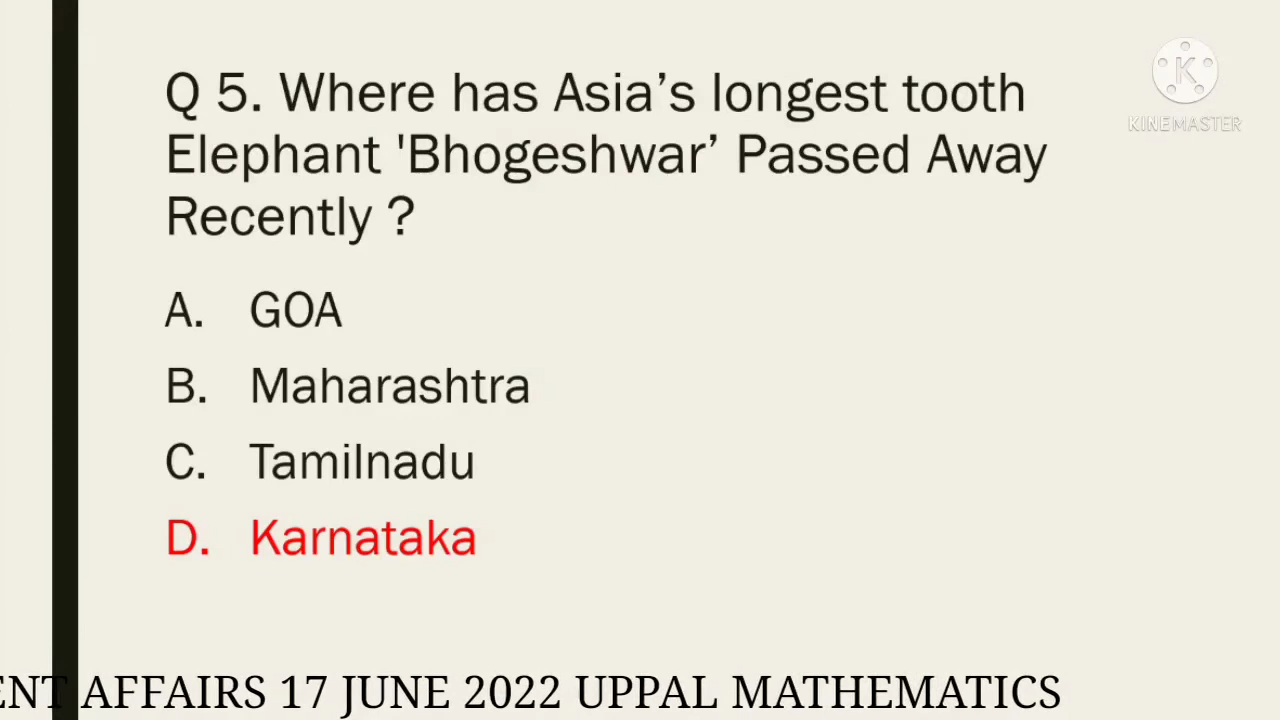 Q 5. Where has Asia’s longest tooth
Elephant 'Bhogeshwar’ Passed Away
Recently ?
A. GOA
B. Maharashtra
C. Tamilnadu
D. Karnataka
K
KINEMASTER
ENT AFFAIRS 17 JUNE 2022 UPPAL MATHEMATICS